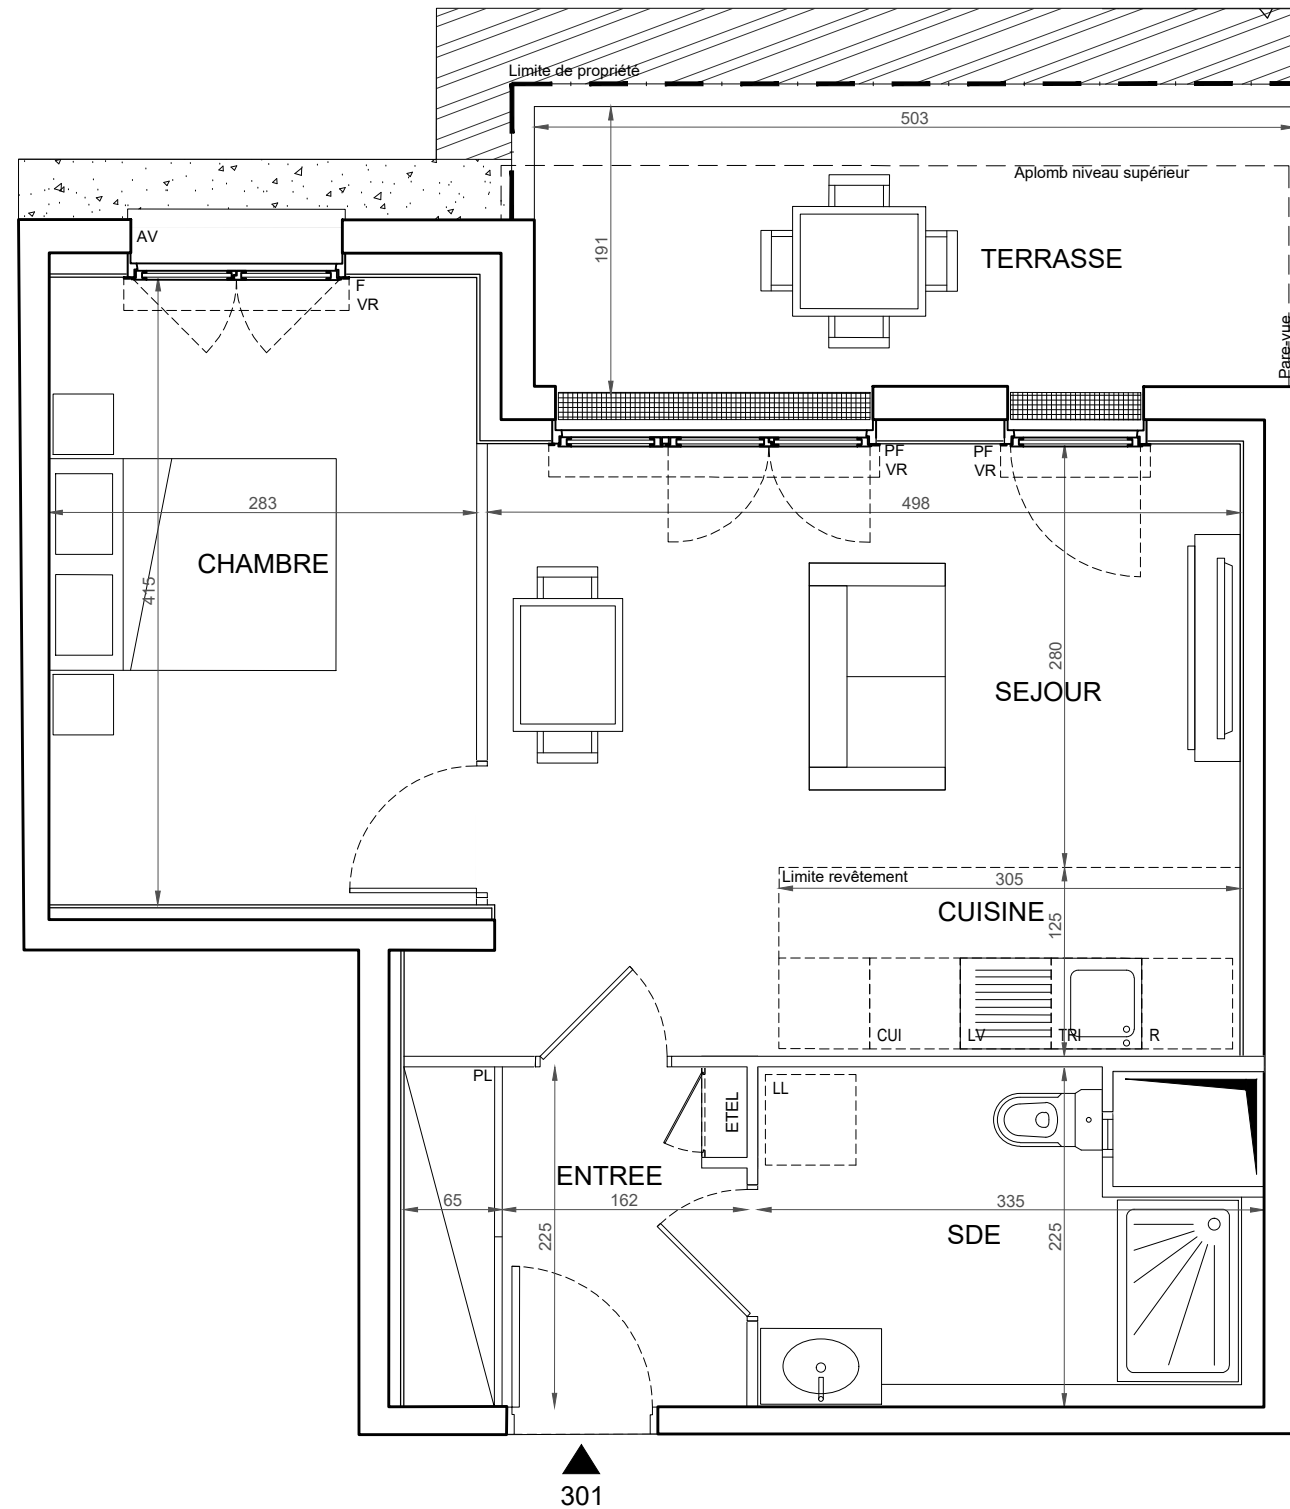 Limite de propriété
503
Aplomb niveau supérieur
191
TERRASSE
AV
F
VR
Pare-vue
PF
VR
PF
VR
283
498
CHAMBRE
415
280
SEJOUR
Limite revêtement
305
CUISINE
125
CUI
LV
TRI
R
PL
LL
ETEL
ENTREE
65
162
335
225
SDE
225
301